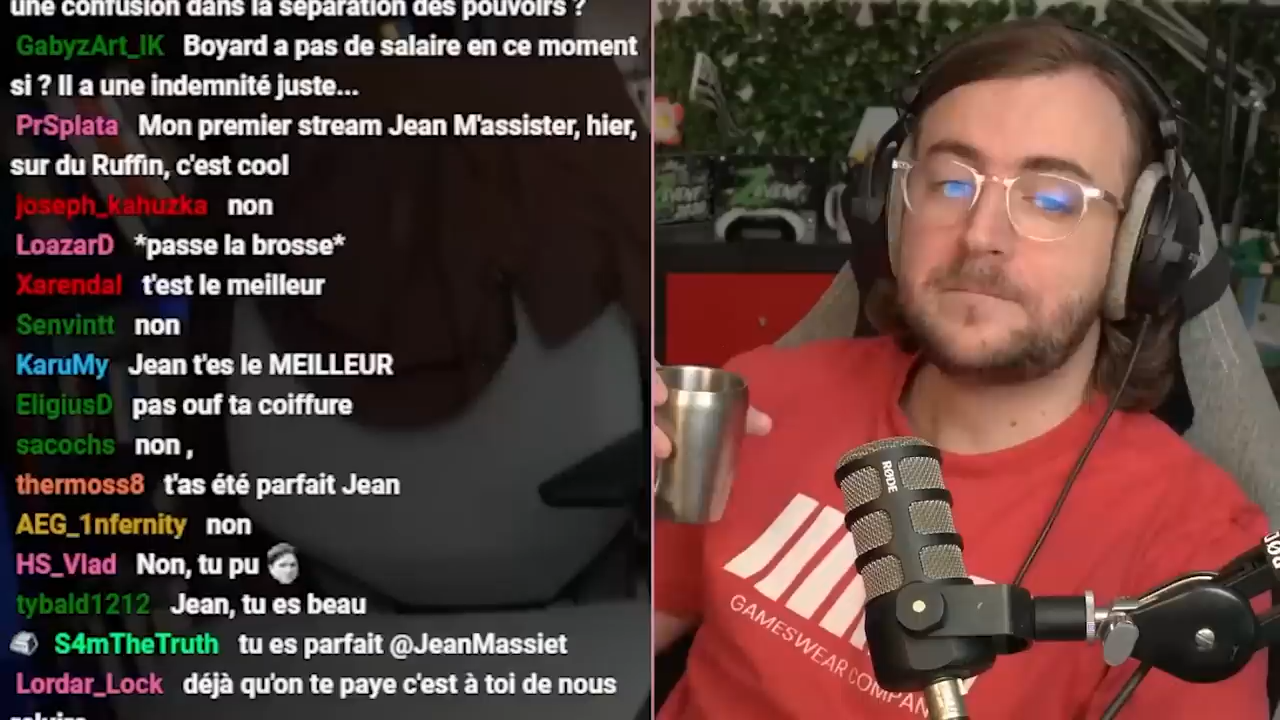 une confusion dans la séparation des pouvoirs ?
GabyzArt_IK Boyard a pas de salaire en ce moment
si ? Il a une indemnité juste...
PrSplata Mon premier stream Jean M'assister, hier,
sur du Ruffin, c'est cool
joseph_kahuzka non
LoazarD *passe la brosse*
Xarendal t'est le meilleur
Senvintt non
KaruMy Jean t'es le MEILLEUR
EligiusD pas ouf ta coiffure
sacochs non ,
thermoss8 t'as été parfait Jean
AEG_1nfernity non
HS_Vlad Non, tu pu
tybald1212 Jean, tu es beau
S4mTheTruth tu es parfait @JeanMassiet
Lordar_Lock déjà qu'on te paye c'est à toi de nous
RØDE
GAMESWEAR COMPAN